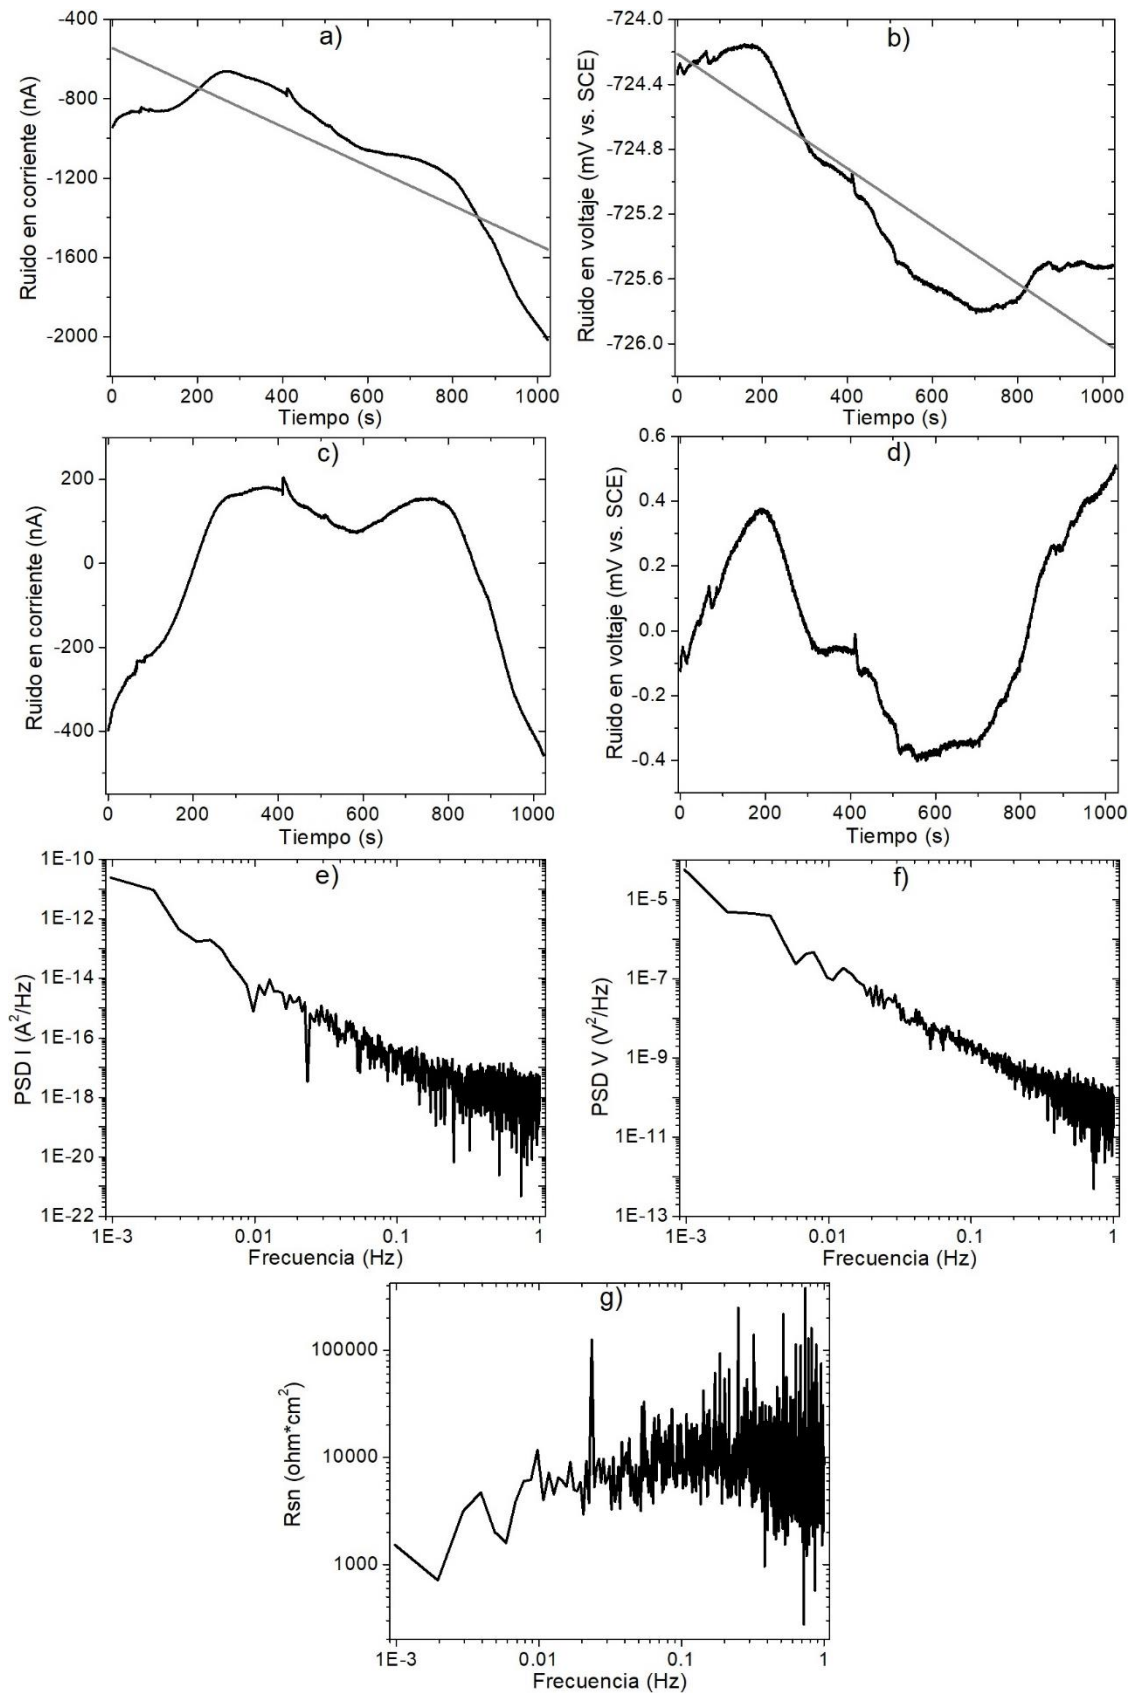 a)
-400
-800
-1200
-1600
-2000
Ruido en corriente (nA)
0 200 400 600 800 1000
Tiempo (s)
b)
-724.0
-724.4
-724.8
-725.2
-725.6
-726.0
Ruido en voltaje (mV vs. SCE)
0 200 400 600 800 1000
Tiempo (s)
c)
200
0
-200
-400
Ruido en corriente (nA)
0 200 400 600 800 1000
Tiempo (s)
d)
0.6
0.4
0.2
0.0
-0.2
-0.4
Ruido en voltaje (mV vs. SCE)
0 200 400 600 800 1000
Tiempo (s)
e)
1E-10
1E-12
1E-14
1E-16
1E-18
1E-20
1E-22
PSD I (A²/Hz)
1E-3 0.01 0.1 1
Frecuencia (Hz)
f)
1E-5
1E-7
1E-9
1E-11
1E-13
PSD V (V²/Hz)
1E-3 0.01 0.1 1
Frecuencia (Hz)
g)
100000
10000
1000
Rsn (ohm*cm²)
1E-3 0.01 0.1 1
Frecuencia (Hz)